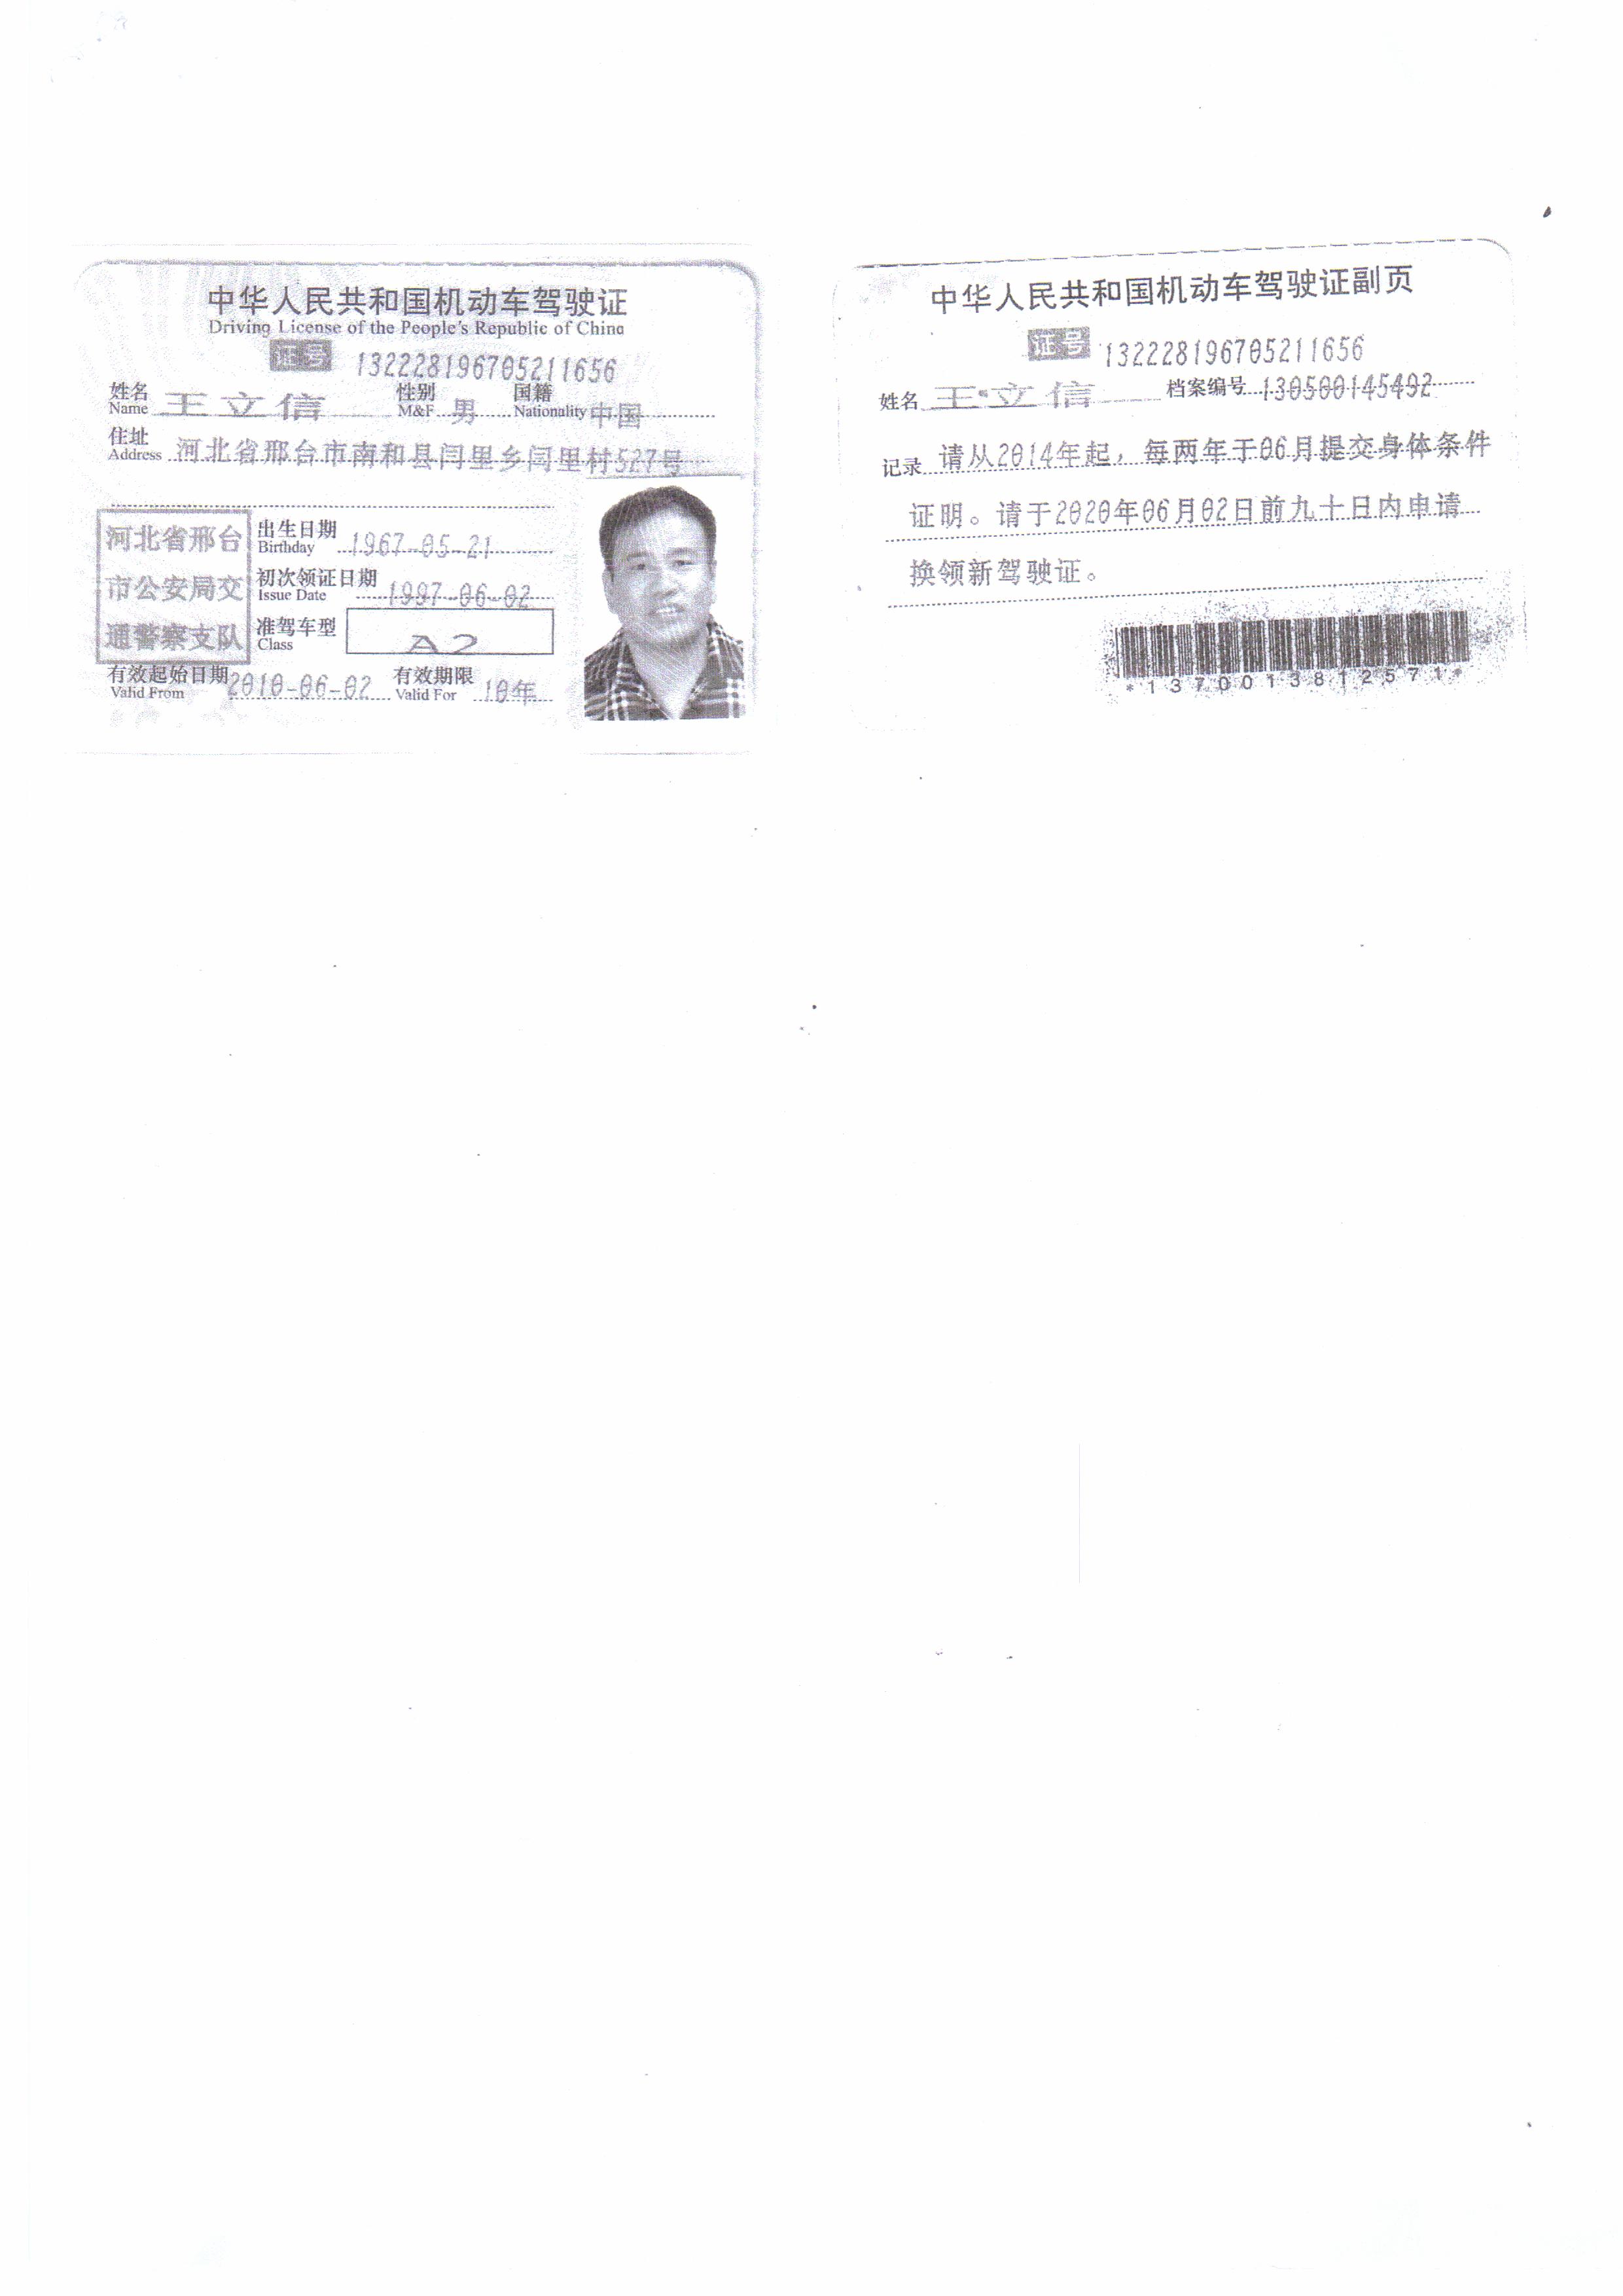 中华人民共和国机动车驾驶证
Driving License of the People's Republic of China
证号 132228196705211656
姓名 Name 王立信 性别 M&F 男 国籍 Nationality 中国
住址 Address 河北省邢台市南和县闫里乡闫里村527号
河北省邢台
市公安局交
通警察支队
出生日期 Birthday 1967-05-21
初次领证日期 Issue Date 1997-06-02
准驾车型 Class A2
有效起始日期 Valid From 2010-06-02 有效期限 Valid For 10年
中华人民共和国机动车驾驶证副页
证号 132228196705211656
姓名 王立信 档案编号 130500145492
记录 请从2014年起，每两年于06月提交身体条件
证明。请于2020年06月02日前九十日内申请
换领新驾驶证。
*1370013812571*